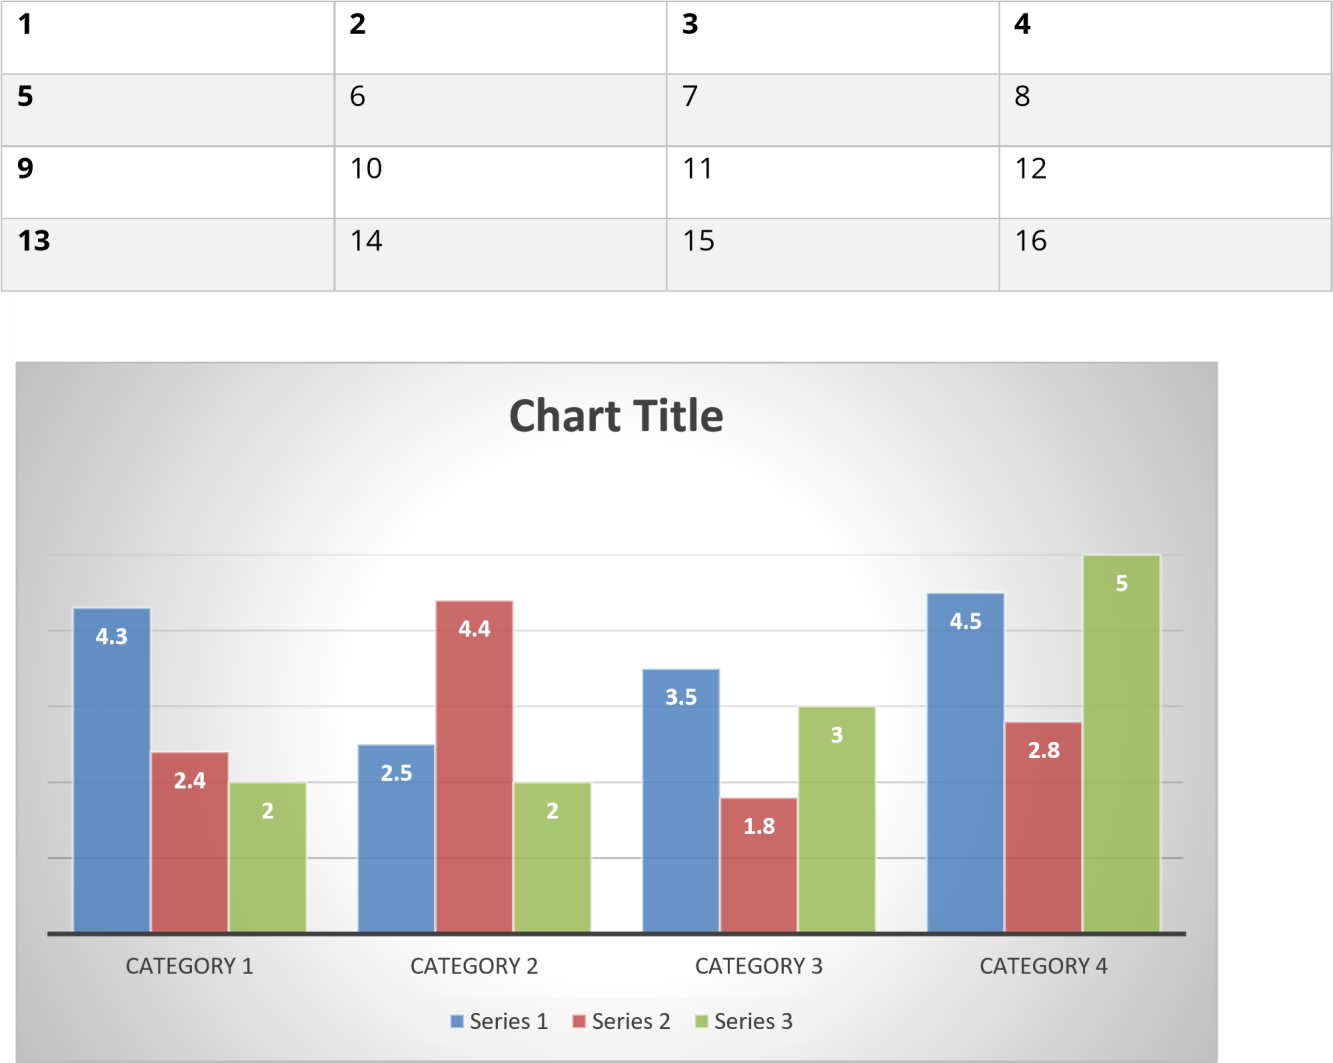 1 2 3 4
5 6 7 8
9 10 11 12
13 14 15 16
Chart Title
5
4.5
4.4
4.3
3.5
3
2.8
2.5
2.4
2 2
1.8
CATEGORY 1 CATEGORY 2 CATEGORY 3 CATEGORY 4
Series 1 Series 2 Series 3